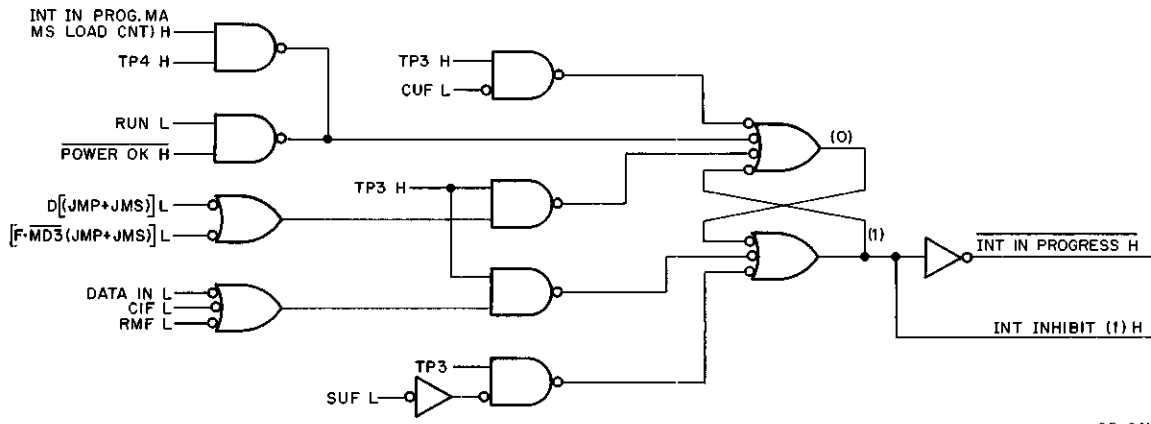 INT IN PROG. MA
MS LOAD CNT) H
TP4 H
RUN L
POWER OK H
D[(JMP+JMS)] L
[F·MD3(JMP+JMS)] L
DATA IN L
CIF L
RMF L
TP3 H
CUF L
TP3 H
TP3
SUF L
(0)
(1)
INT IN PROGRESS H
INT INHIBIT (1) H